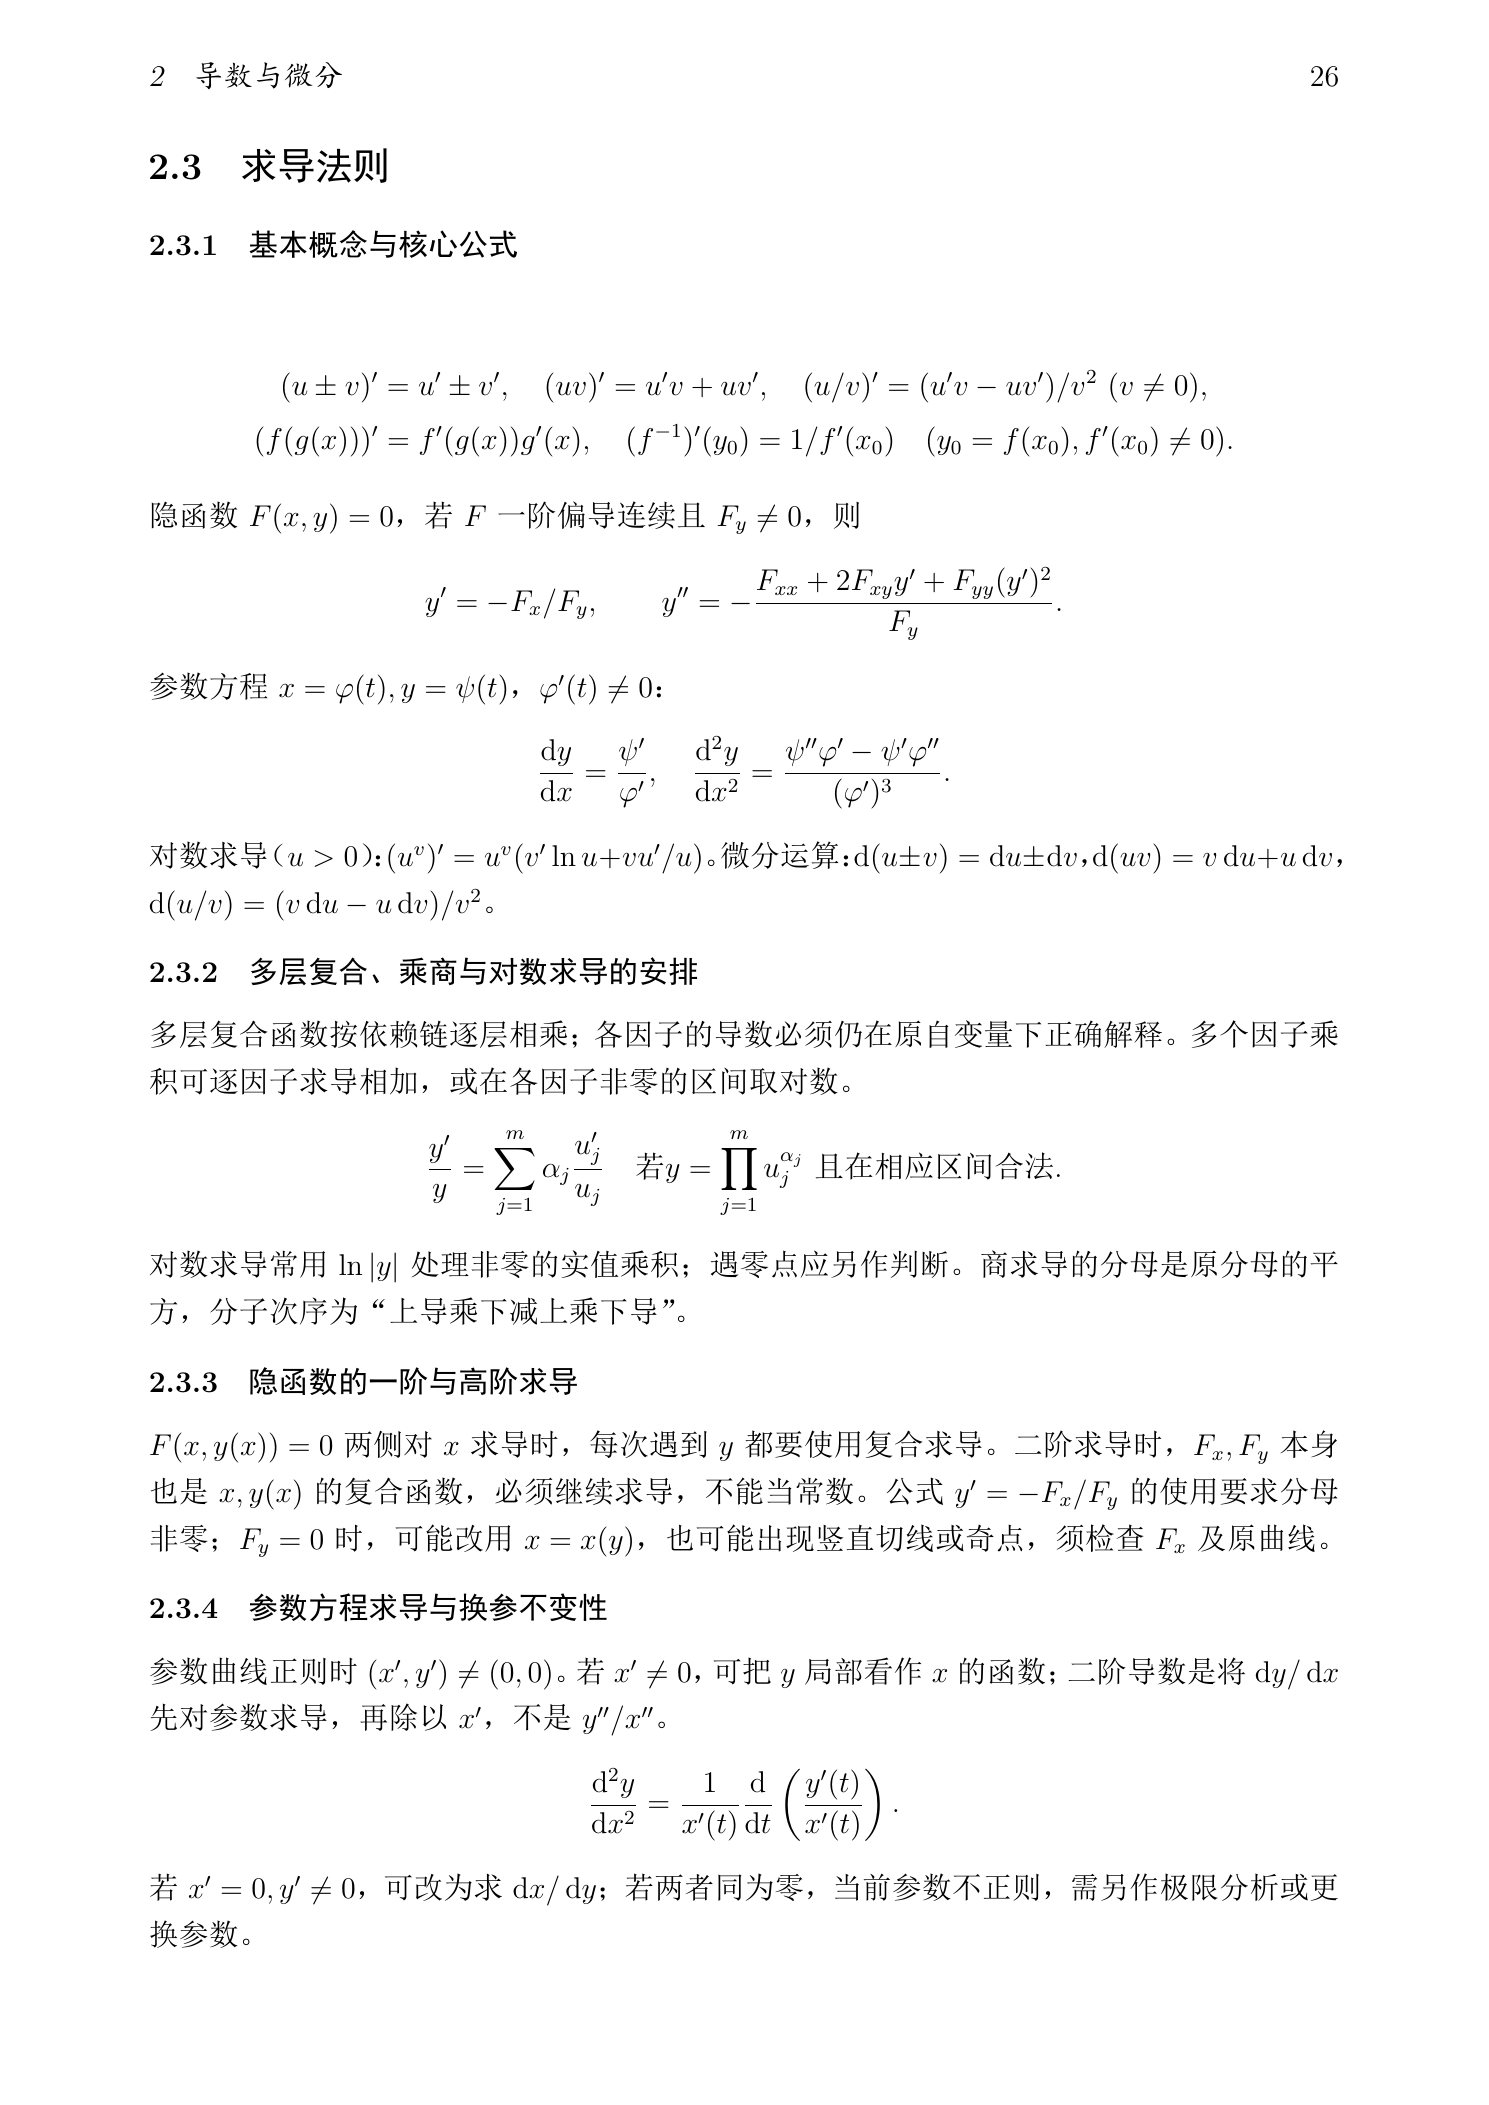 2 导数与微分 26
2.3 求导法则
2.3.1 基本概念与核心公式
(u ± v)′ = u′ ± v′, (uv)′ = u′v + uv′, (u/v)′ = (u′v − uv′)/v² (v ≠ 0),
(f(g(x)))′ = f′(g(x))g′(x), (f⁻¹)′(y₀) = 1/f′(x₀) (y₀ = f(x₀), f′(x₀) ≠ 0).
隐函数 F(x, y) = 0，若 F 一阶偏导连续且 F_y ≠ 0，则
y′ = −F_x/F_y, y″ = −\frac{F_{xx} + 2F_{xy}y′ + F_{yy}(y′)²}{F_y}.
参数方程 x = φ(t), y = ψ(t)，φ′(t) ≠ 0：
\frac{dy}{dx} = \frac{ψ′}{φ′}, \frac{d²y}{dx²} = \frac{ψ″φ′ − ψ′φ″}{(φ′)³}.
对数求导（u > 0）：(u^v)′ = u^v(v′ ln u+vu′/u)。微分运算：d(u±v) = du±dv，d(uv) = v du+u dv，
d(u/v) = (v du − u dv)/v²。
2.3.2 多层复合、乘商与对数求导的安排
多层复合函数按依赖链逐层相乘；各因子的导数必须仍在原自变量下正确解释。多个因子乘
积可逐因子求导相加，或在各因子非零的区间取对数。
\frac{y′}{y} = \sum_{j=1}^{m} α_j \frac{u′_j}{u_j} 若y = \prod_{j=1}^{m} u_j^{α_j} 且在相应区间合法.
对数求导常用 ln |y| 处理非零的实值乘积；遇零点应另作判断。商求导的分母是原分母的平
方，分子次序为“上导乘下减上乘下导”。
2.3.3 隐函数的一阶与高阶求导
F(x, y(x)) = 0 两侧对 x 求导时，每次遇到 y 都要使用复合求导。二阶求导时，F_x, F_y 本身
也是 x, y(x) 的复合函数，必须继续求导，不能当常数。公式 y′ = −F_x/F_y 的使用要求分母
非零；F_y = 0 时，可能改用 x = x(y)，也可能出现竖直切线或奇点，须检查 F_x 及原曲线。
2.3.4 参数方程求导与换参不变性
参数曲线正则时 (x′, y′) ≠ (0, 0)。若 x′ ≠ 0，可把 y 局部看作 x 的函数；二阶导数是将 dy/ dx
先对参数求导，再除以 x′，不是 y″/x″。
\frac{d²y}{dx²} = \frac{1}{x′(t)} \frac{d}{dt} \left( \frac{y′(t)}{x′(t)} \right).
若 x′ = 0, y′ ≠ 0，可改为求 dx/ dy；若两者同为零，当前参数不正则，需另作极限分析或更
换参数。